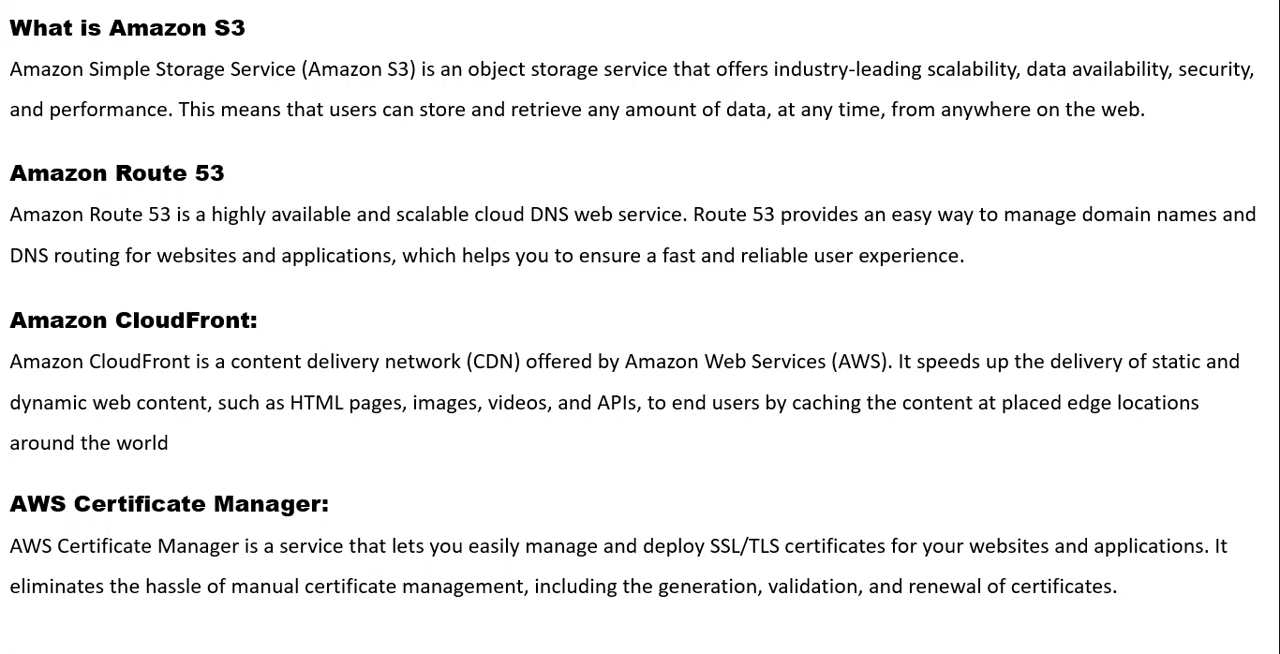 What is Amazon S3
Amazon Simple Storage Service (Amazon S3) is an object storage service that offers industry-leading scalability, data availability, security,
and performance. This means that users can store and retrieve any amount of data, at any time, from anywhere on the web.
Amazon Route 53
Amazon Route 53 is a highly available and scalable cloud DNS web service. Route 53 provides an easy way to manage domain names and
DNS routing for websites and applications, which helps you to ensure a fast and reliable user experience.
Amazon CloudFront:
Amazon CloudFront is a content delivery network (CDN) offered by Amazon Web Services (AWS). It speeds up the delivery of static and
dynamic web content, such as HTML pages, images, videos, and APIs, to end users by caching the content at placed edge locations
around the world
AWS Certificate Manager:
AWS Certificate Manager is a service that lets you easily manage and deploy SSL/TLS certificates for your websites and applications. It
eliminates the hassle of manual certificate management, including the generation, validation, and renewal of certificates.